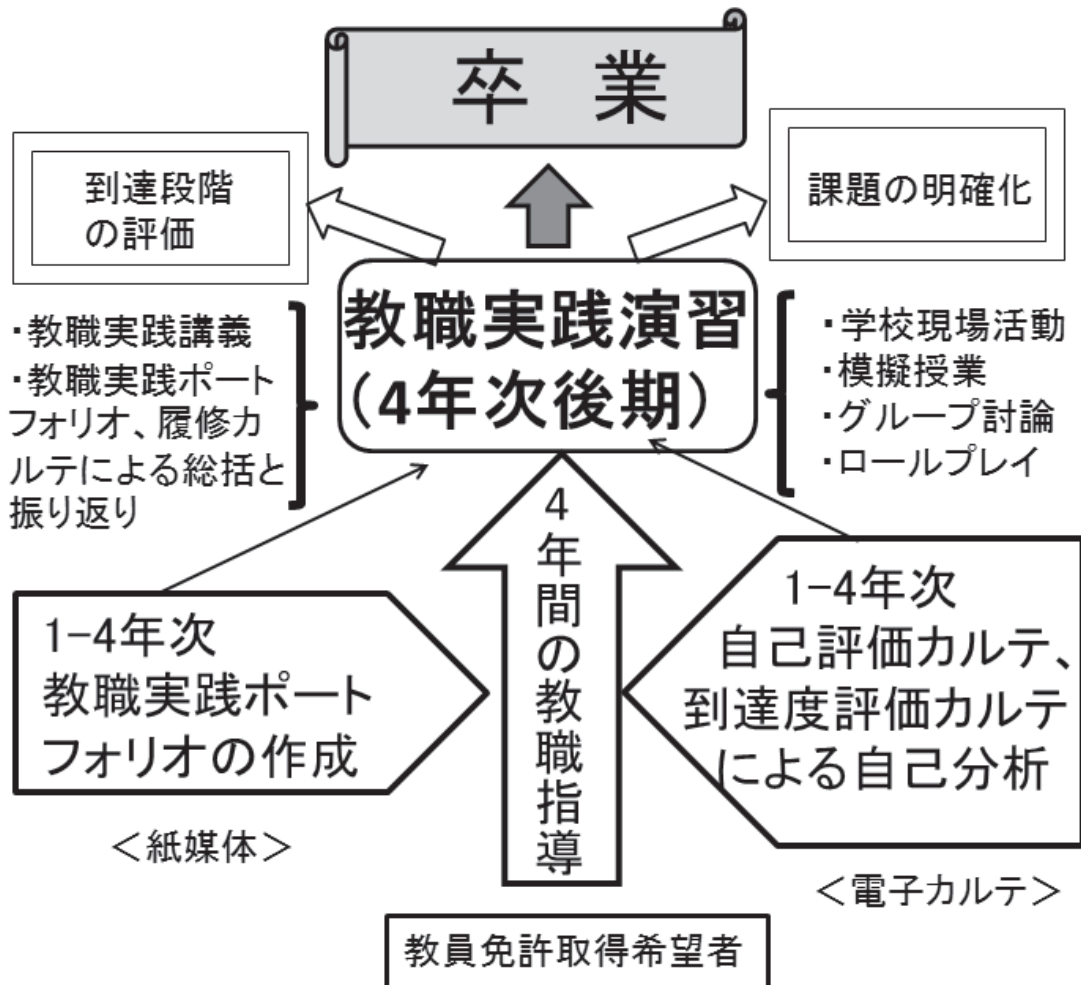 卒 業
到達段階
の評価
課題の明確化
教職実践演習
(4年次後期)
・教職実践講義
・教職実践ポート
フォリオ、履修カ
ルテによる総括と
振り返り
・学校現場活動
・模擬授業
・グループ討論
・ロールプレイ
4年間の教職指導
1-4年次
教職実践ポート
フォリオの作成
1-4年次
自己評価カルテ、
到達度評価カルテ
による自己分析
＜紙媒体＞
＜電子カルテ＞
教員免許取得希望者